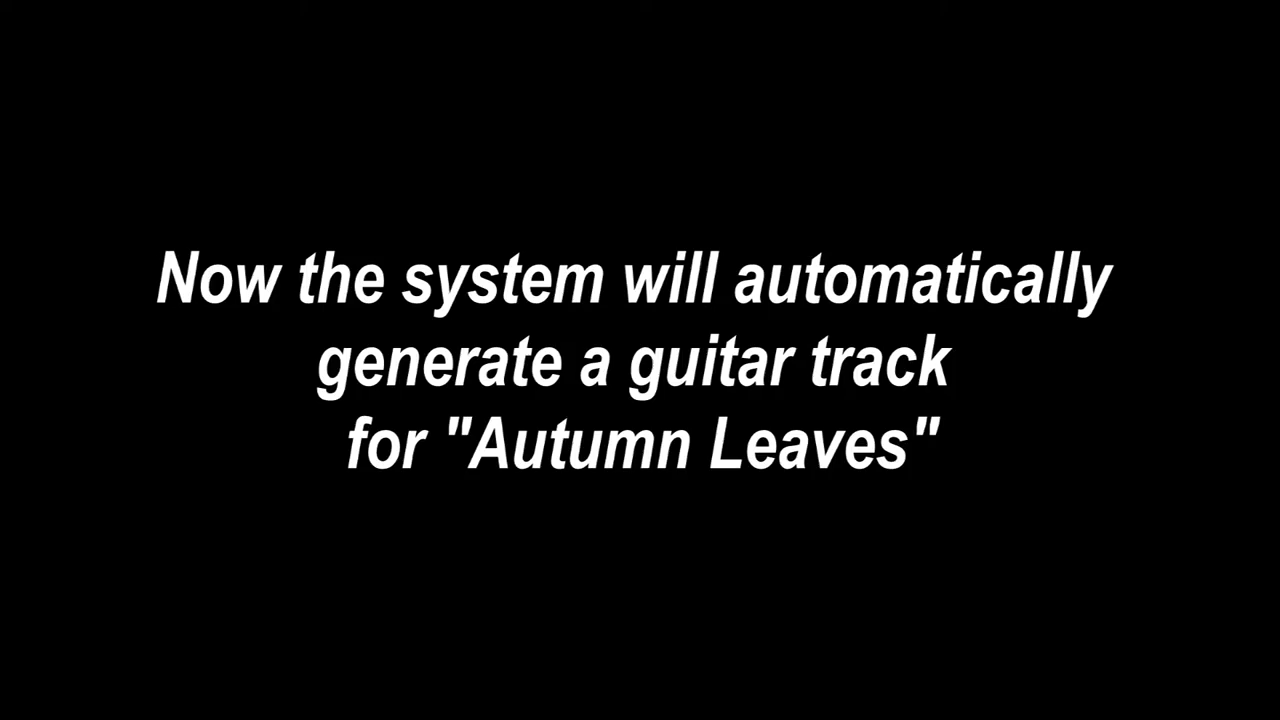 Now the system will automatically
generate a guitar track
for "Autumn Leaves"